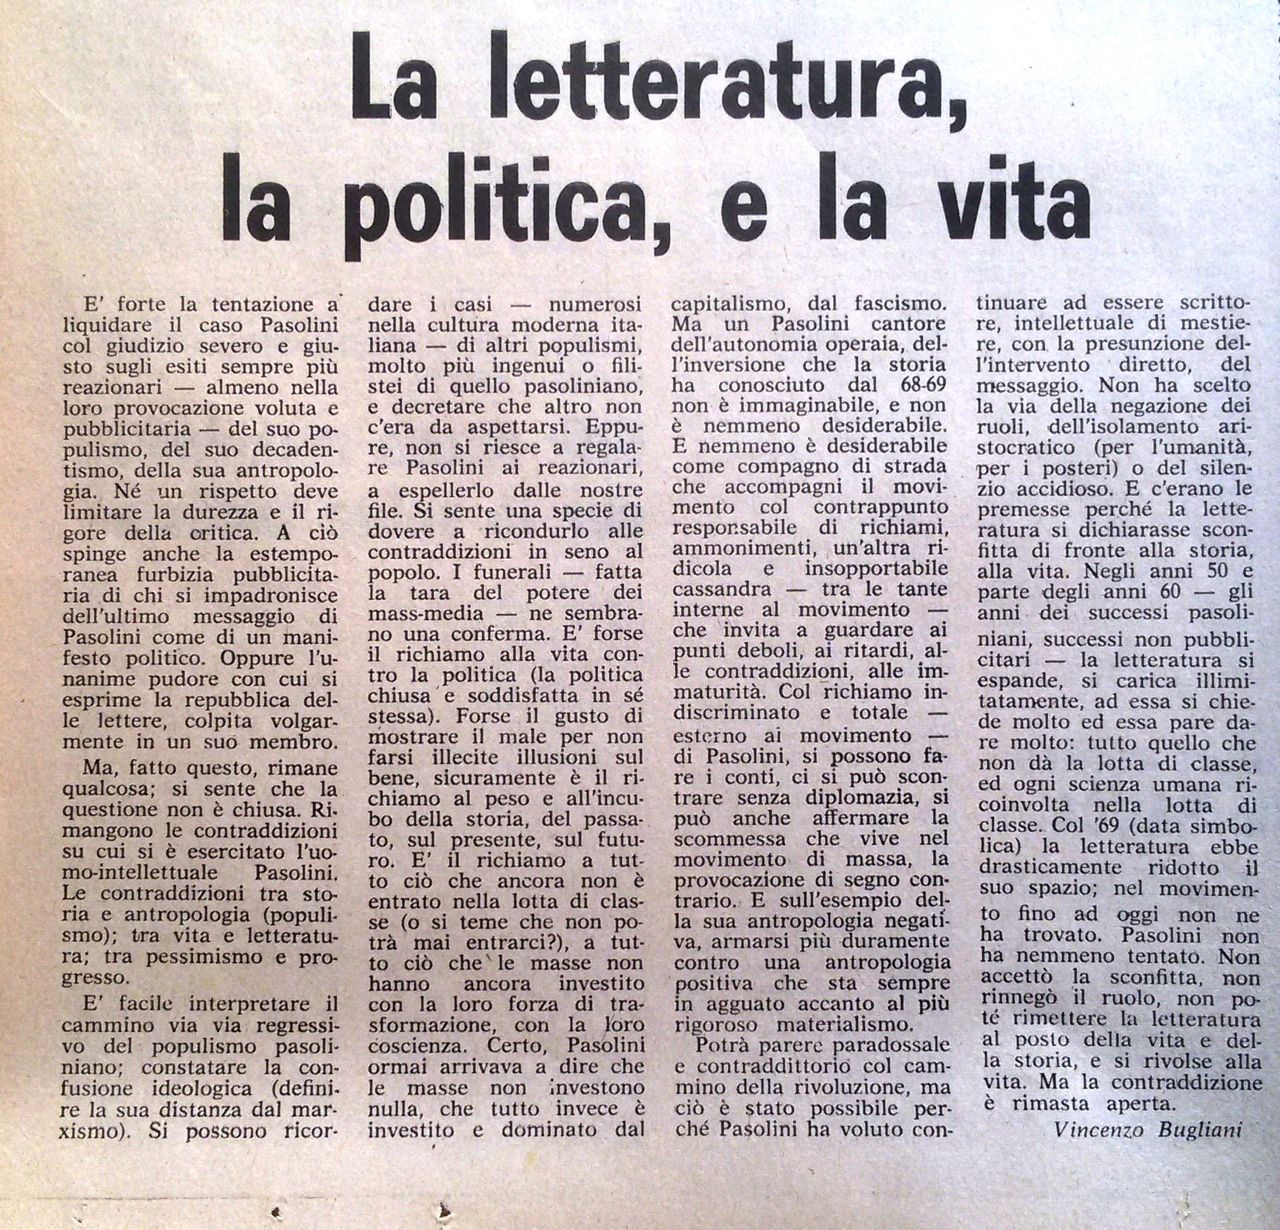 La letteratura,
la politica, e la vita
E' forte la tentazione a
liquidare il caso Pasolini
col giudizio severo e giu-
sto sugli esiti sempre più
reazionari — almeno nella
loro provocazione voluta e
pubblicitaria — del suo po-
pulismo, del suo decaden-
tismo, della sua antropolo-
gia. Né un rispetto deve
limitare la durezza e il ri-
gore della critica. A ciò
spinge anche la estempo-
ranea furbizia pubblicita-
ria di chi si impadronisce
dell'ultimo messaggio di
Pasolini come di un mani-
festo politico. Oppure l'u-
nanime pudore con cui si
esprime la repubblica del-
le lettere, colpita volgar-
mente in un suo membro.
Ma, fatto questo, rimane
qualcosa; si sente che la
questione non è chiusa. Ri-
mangono le contraddizioni
su cui si è esercitato l'uo-
mo-intellettuale Pasolini.
Le contraddizioni tra sto-
ria e antropologia (populi-
smo); tra vita e letteratu-
ra; tra pessimismo e pro-
gresso.
E' facile interpretare il
cammino via via regressi-
vo del populismo pasoli-
niano; constatare la con-
fusione ideologica (defini-
re la sua distanza dal mar-
xismo). Si possono ricor-
dare i casi — numerosi
nella cultura moderna ita-
liana — di altri populismi,
molto più ingenui o fili-
stei di quello pasoliniano,
e decretare che altro non
c'era da aspettarsi. Eppu-
re, non si riesce a regala-
re Pasolini ai reazionari,
a espellerlo dalle nostre
file. Si sente una specie di
dovere a ricondurlo alle
contraddizioni in seno al
popolo. I funerali — fatta
la tara del potere dei
mass-media — ne sembra-
no una conferma. E' forse
il richiamo alla vita con-
tro la politica (la politica
chiusa e soddisfatta in sé
stessa). Forse il gusto di
mostrare il male per non
farsi illecite illusioni sul
bene, sicuramente è il ri-
chiamo al peso e all'incu-
bo della storia, del passa-
to, sul presente, sul futu-
ro. E' il richiamo a tut-
to ciò che ancora non è
entrato nella lotta di clas-
se (o si teme che non po-
trà mai entrarci?), a tut-
to ciò che le masse non
hanno ancora investito
con la loro forza di tra-
sformazione, con la loro
coscienza. Certo, Pasolini
ormai arrivava a dire che
le masse non investono
nulla, che tutto invece è
investito e dominato dal
capitalismo, dal fascismo.
Ma un Pasolini cantore
dell'autonomia operaia, del-
l'inversione che la storia
ha conosciuto dal 68-69
non è immaginabile, e non
è nemmeno desiderabile.
E nemmeno è desiderabile
come compagno di strada
che accompagni il movi-
mento col contrappunto
responsabile di richiami,
ammonimenti, un'altra ri-
dicola e insopportabile
cassandra — tra le tante
interne al movimento —
che invita a guardare ai
punti deboli, ai ritardi, al-
le contraddizioni, alle im-
maturità. Col richiamo in-
discriminato e totale —
esterno ai movimento —
di Pasolini, si possono fa-
re i conti, ci si può scon-
trare senza diplomazia, si
può anche affermare la
scommessa che vive nel
movimento di massa, la
provocazione di segno con-
trario. E sull'esempio del-
la sua antropologia negati-
va, armarsi più duramente
contro una antropologia
positiva che sta sempre
in agguato accanto al più
rigoroso materialismo.
Potrà parere paradossale
e contraddittorio col cam-
mino della rivoluzione, ma
ciò è stato possibile per-
ché Pasolini ha voluto con-
tinuare ad essere scritto-
re, intellettuale di mestie-
re, con la presunzione del-
l'intervento diretto, del
messaggio. Non ha scelto
la via della negazione dei
ruoli, dell'isolamento ari-
stocratico (per l'umanità,
per i posteri) o del silen-
zio accidioso. E c'erano le
premesse perché la lette-
ratura si dichiarasse scon-
fitta di fronte alla storia,
alla vita. Negli anni 50 e
parte degli anni 60 — gli
anni dei successi pasoli-
niani, successi non pubbli-
citari — la letteratura si
espande, si carica illimi-
tatamente, ad essa si chie-
de molto ed essa pare da-
re molto: tutto quello che
non dà la lotta di classe,
ed ogni scienza umana ri-
coinvolta nella lotta di
classe. Col '69 (data simbo-
lica) la letteratura ebbe
drasticamente ridotto il
suo spazio; nel movimen-
to fino ad oggi non ne
ha trovato. Pasolini non
ha nemmeno tentato. Non
accettò la sconfitta, non
rinnegò il ruolo, non po-
té rimettere la letteratura
al posto della vita e del-
la storia, e si rivolse alla
vita. Ma la contraddizione
è rimasta aperta.
Vincenzo Bugliani